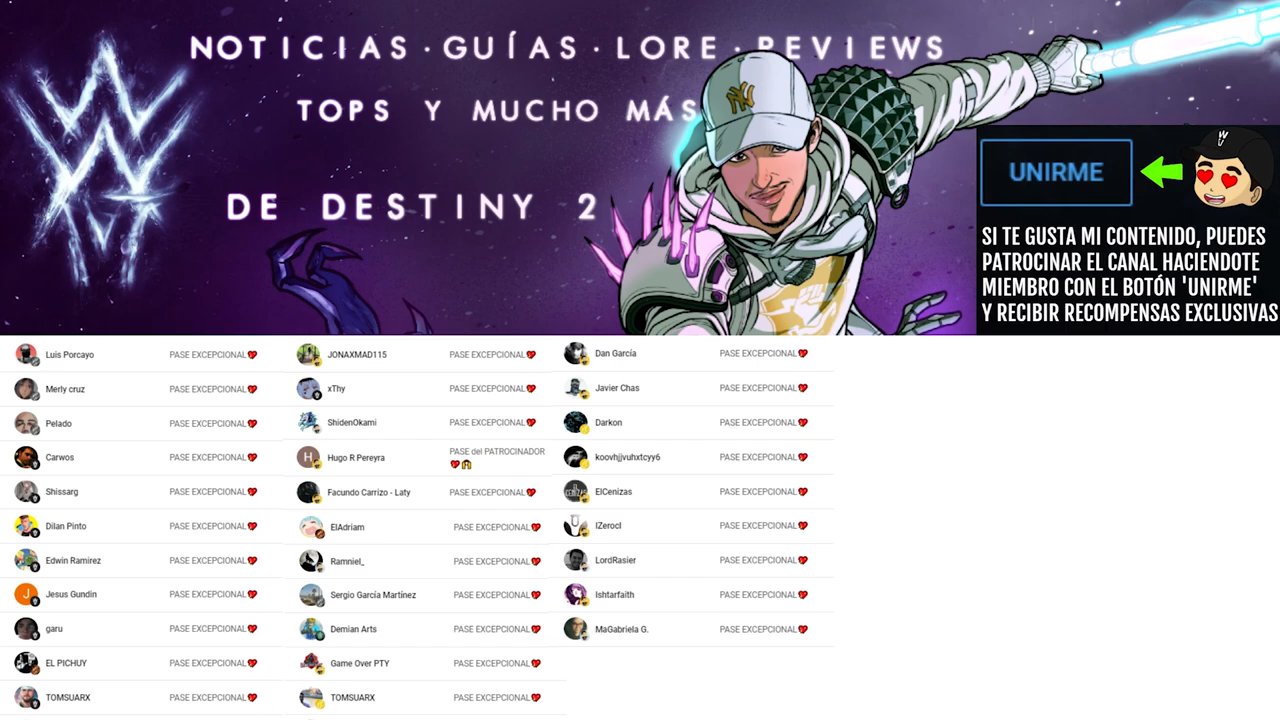 NOTICIAS · GUÍAS · LORE · REVIEWS
TOPS Y MUCHO MÁS
DE DESTINY 2
UNIRME
SI TE GUSTA MI CONTENIDO, PUEDES
PATROCINAR EL CANAL HACIENDOTE
MIEMBRO CON EL BOTÓN 'UNIRME'
Y RECIBIR RECOMPENSAS EXCLUSIVAS
Luis Porcayo PASE EXCEPCIONAL
Merly cruz PASE EXCEPCIONAL
Pelado PASE EXCEPCIONAL
Carwos PASE EXCEPCIONAL
Shissarg PASE EXCEPCIONAL
Dilan Pinto PASE EXCEPCIONAL
Edwin Ramirez PASE EXCEPCIONAL
J
Jesus Gundin PASE EXCEPCIONAL
garu PASE EXCEPCIONAL
EL PICHUY PASE EXCEPCIONAL
TOMSUARX PASE EXCEPCIONAL
JONAXMAD115 PASE EXCEPCIONAL
xThy PASE EXCEPCIONAL
ShidenOkami PASE EXCEPCIONAL
H
Hugo R Pereyra PASE del PATROCINADOR
Facundo Carrizo - Laty PASE EXCEPCIONAL
ElAdriam PASE EXCEPCIONAL
Ramniel_ PASE EXCEPCIONAL
Sergio García Martínez PASE EXCEPCIONAL
Demian Arts PASE EXCEPCIONAL
Game Over PTY PASE EXCEPCIONAL
TOMSUARX PASE EXCEPCIONAL
Dan García PASE EXCEPCIONAL
Javier Chas PASE EXCEPCIONAL
Darkon PASE EXCEPCIONAL
koovhjjvuhxtcyy6 PASE EXCEPCIONAL
ElCenizas PASE EXCEPCIONAL
IZerocI PASE EXCEPCIONAL
LordRasier PASE EXCEPCIONAL
Ishtarfaith PASE EXCEPCIONAL
MaGabriela G. PASE EXCEPCIONAL